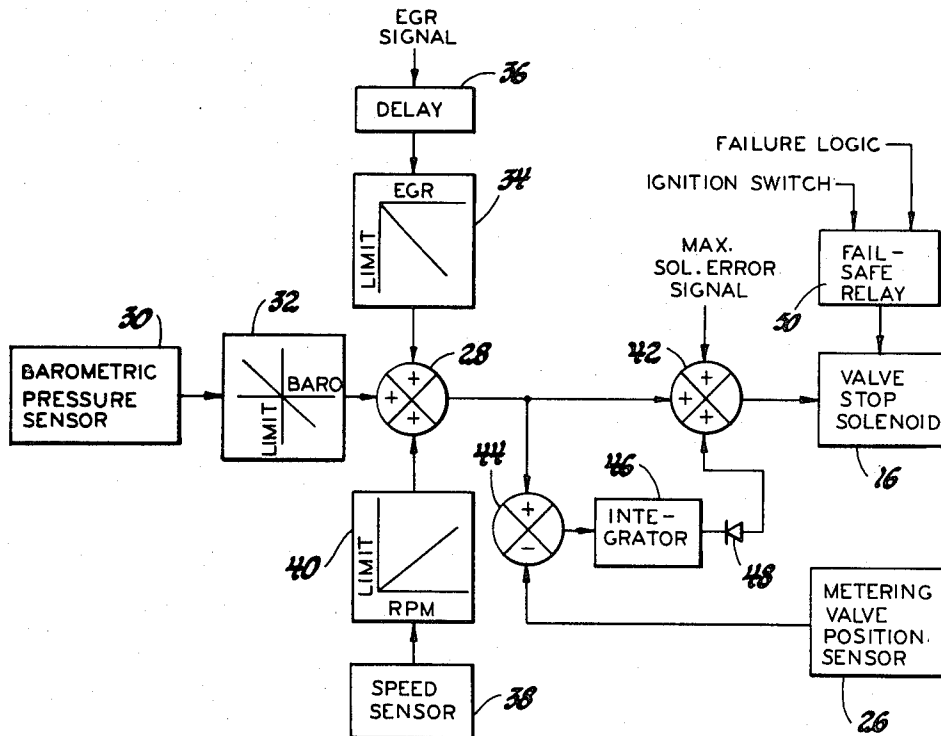 EGR
SIGNAL
36
DELAY
34
EGR
LIMIT
FAILURE LOGIC
IGNITION SWITCH
FAIL-
SAFE
RELAY
50
MAX.
SOL. ERROR
SIGNAL
30
BAROMETRIC
PRESSURE
SENSOR
32
BARO
LIMIT
28
+
+
+
42
+
+
+
VALVE
STOP
SOLENOID
16
44
+
-
46
INTE-
GRATOR
48
40
LIMIT
RPM
METERING
VALVE
POSITION
SENSOR
26
SPEED
SENSOR
38